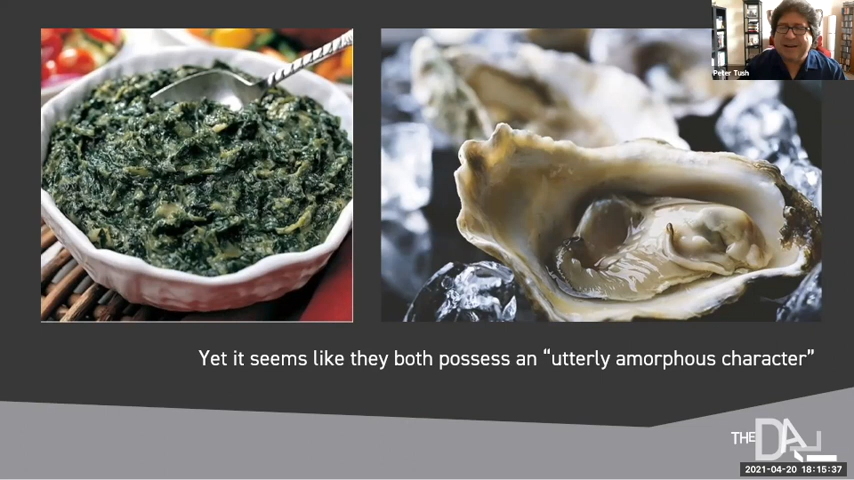 Peter Tush
Yet it seems like they both possess an “utterly amorphous character”
THE DALÍ
2021-04-20 18:15:37